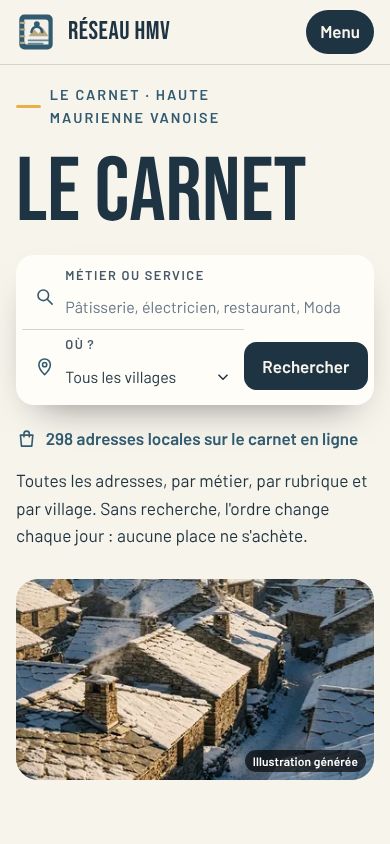 RÉSEAU HMV
Menu
LE CARNET · HAUTE
MAURIENNE VANOISE
LE CARNET
MÉTIER OU SERVICE
Pâtisserie, électricien, restaurant, Moda
OÙ ?
Tous les villages
Rechercher
298 adresses locales sur le carnet en ligne
Toutes les adresses, par métier, par rubrique et
par village. Sans recherche, l'ordre change
chaque jour : aucune place ne s'achète.
Illustration générée